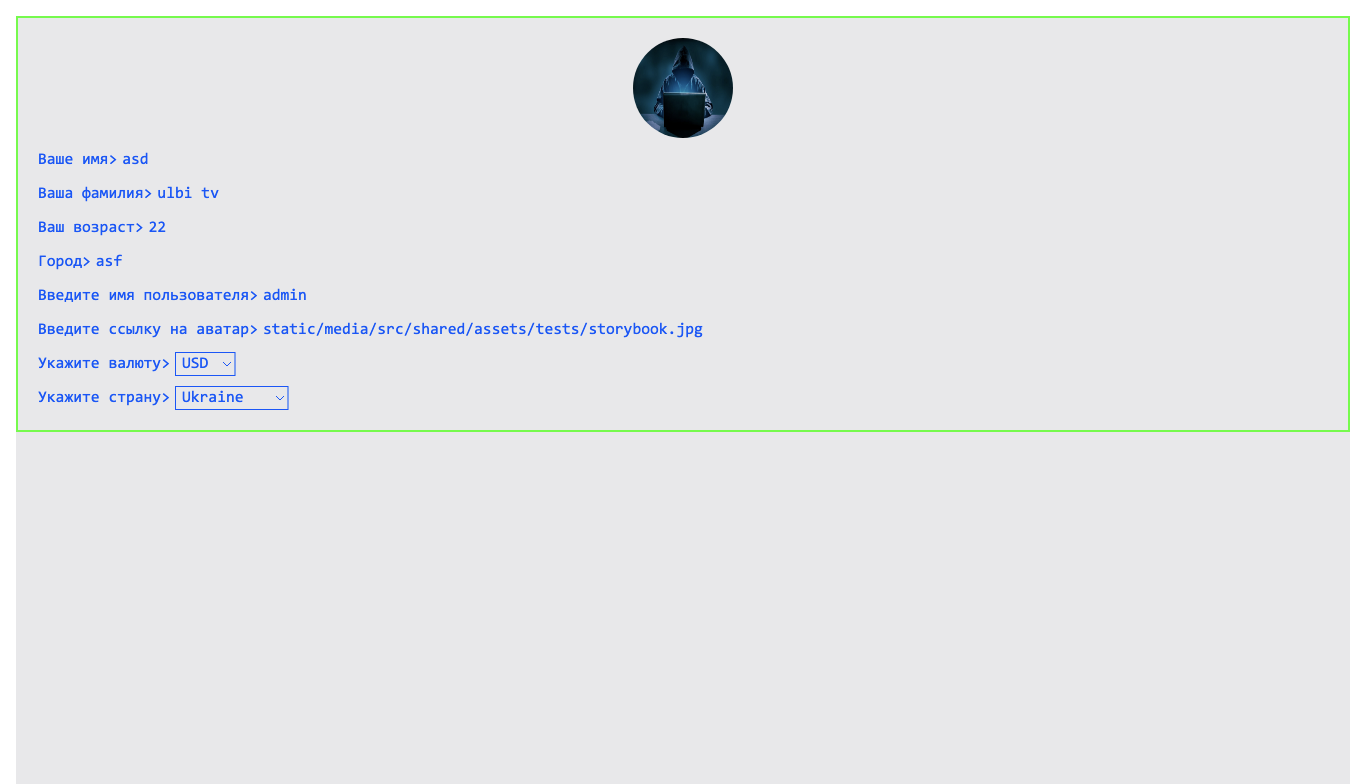 Ваше имя> asd
Ваша фамилия> ulbi tv
Ваш возраст> 22
Город> asf
Введите имя пользователя> admin
Введите ссылку на аватар> static/media/src/shared/assets/tests/storybook.jpg
Укажите валюту> USD
Укажите страну> Ukraine